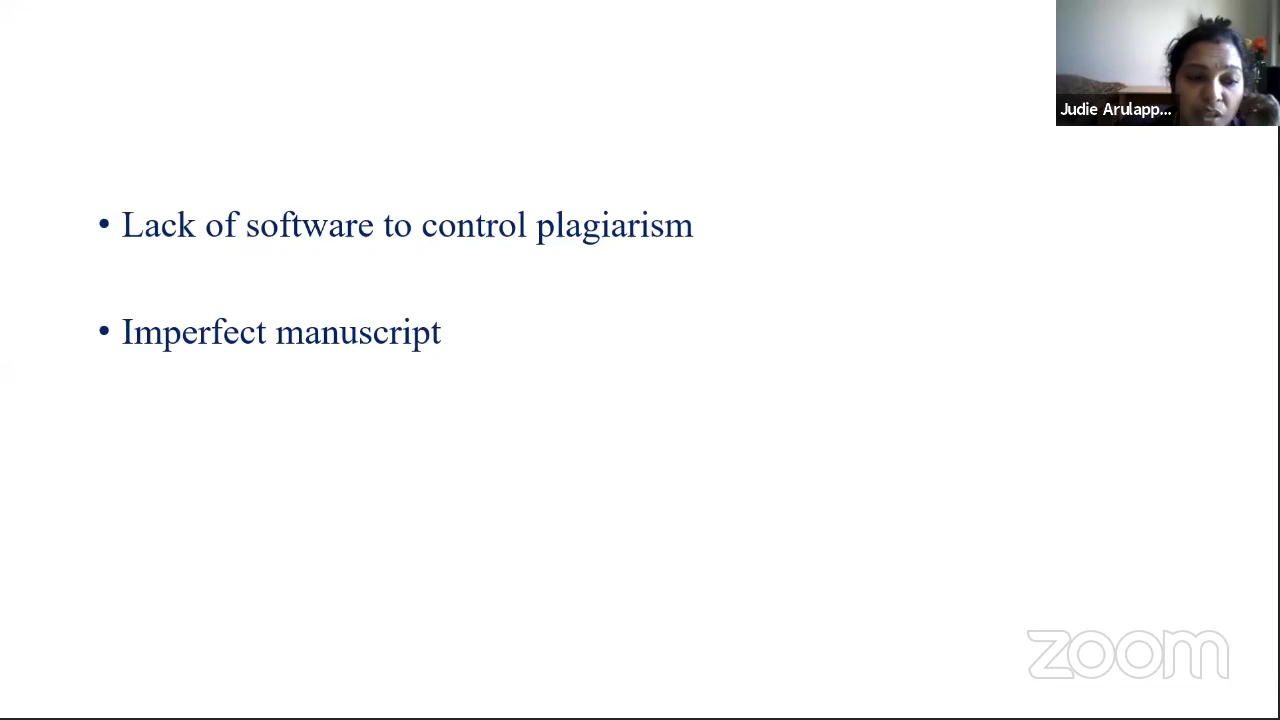 Judie Arulapp...
• Lack of software to control plagiarism
• Imperfect manuscript
zoom